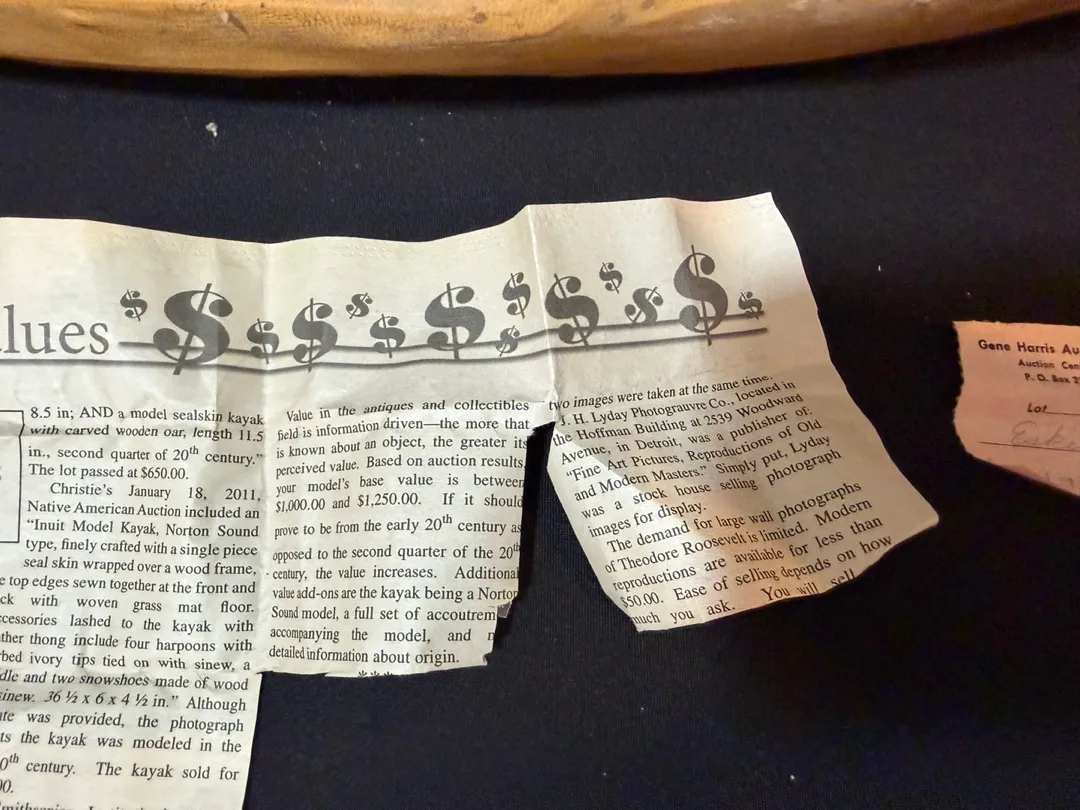 alues $ $ $ $ $ $ $ $ $ $ $ $ $ $
8.5 in; AND a model sealskin kayak
with carved wooden oar, length 11.5
in., second quarter of 20th century."
The lot passed at $650.00.
Christie's January 18, 2011,
Native American Auction included an
"Inuit Model Kayak, Norton Sound
type, finely crafted with a single piece
seal skin wrapped over a wood frame,
e top edges sewn together at the front and
ck with woven grass mat floor.
ccessories lashed to the kayak with
ther thong include four harpoons with
bed ivory tips tied on with sinew, a
dle and two snowshoes made of wood
sinew. 36 ½ x 6 x 4 ½ in." Although
te was provided, the photograph
ts the kayak was modeled in the
0th century. The kayak sold for
00.
Value in the antiques and collectibles
field is information driven—the more that
is known about an object, the greater its
perceived value. Based on auction results,
your model's base value is between
$1,000.00 and $1,250.00. If it should
prove to be from the early 20th century as
opposed to the second quarter of the 20th
century, the value increases. Additional
value add-ons are the kayak being a Norton
Sound model, a full set of accoutrem
accompanying the model, and
detailed information about origin.
***
two images were taken at the same time.
J. H. Lyday Photograuvre Co., located in
the Hoffman Building at 2539 Woodward
Avenue, in Detroit, was a publisher of:
"Fine Art Pictures, Reproductions of Old
and Modern Masters." Simply put, Lyday
was a stock house selling photograph
images for display.
The demand for large wall photographs
of Theodore Roosevelt is limited. Modern
reproductions are available for less than
$50.00. Ease of selling depends on how
much you ask. You will sell
Gene Harris Au
Auction Cen
P. O. Box 2
Lot
Esk